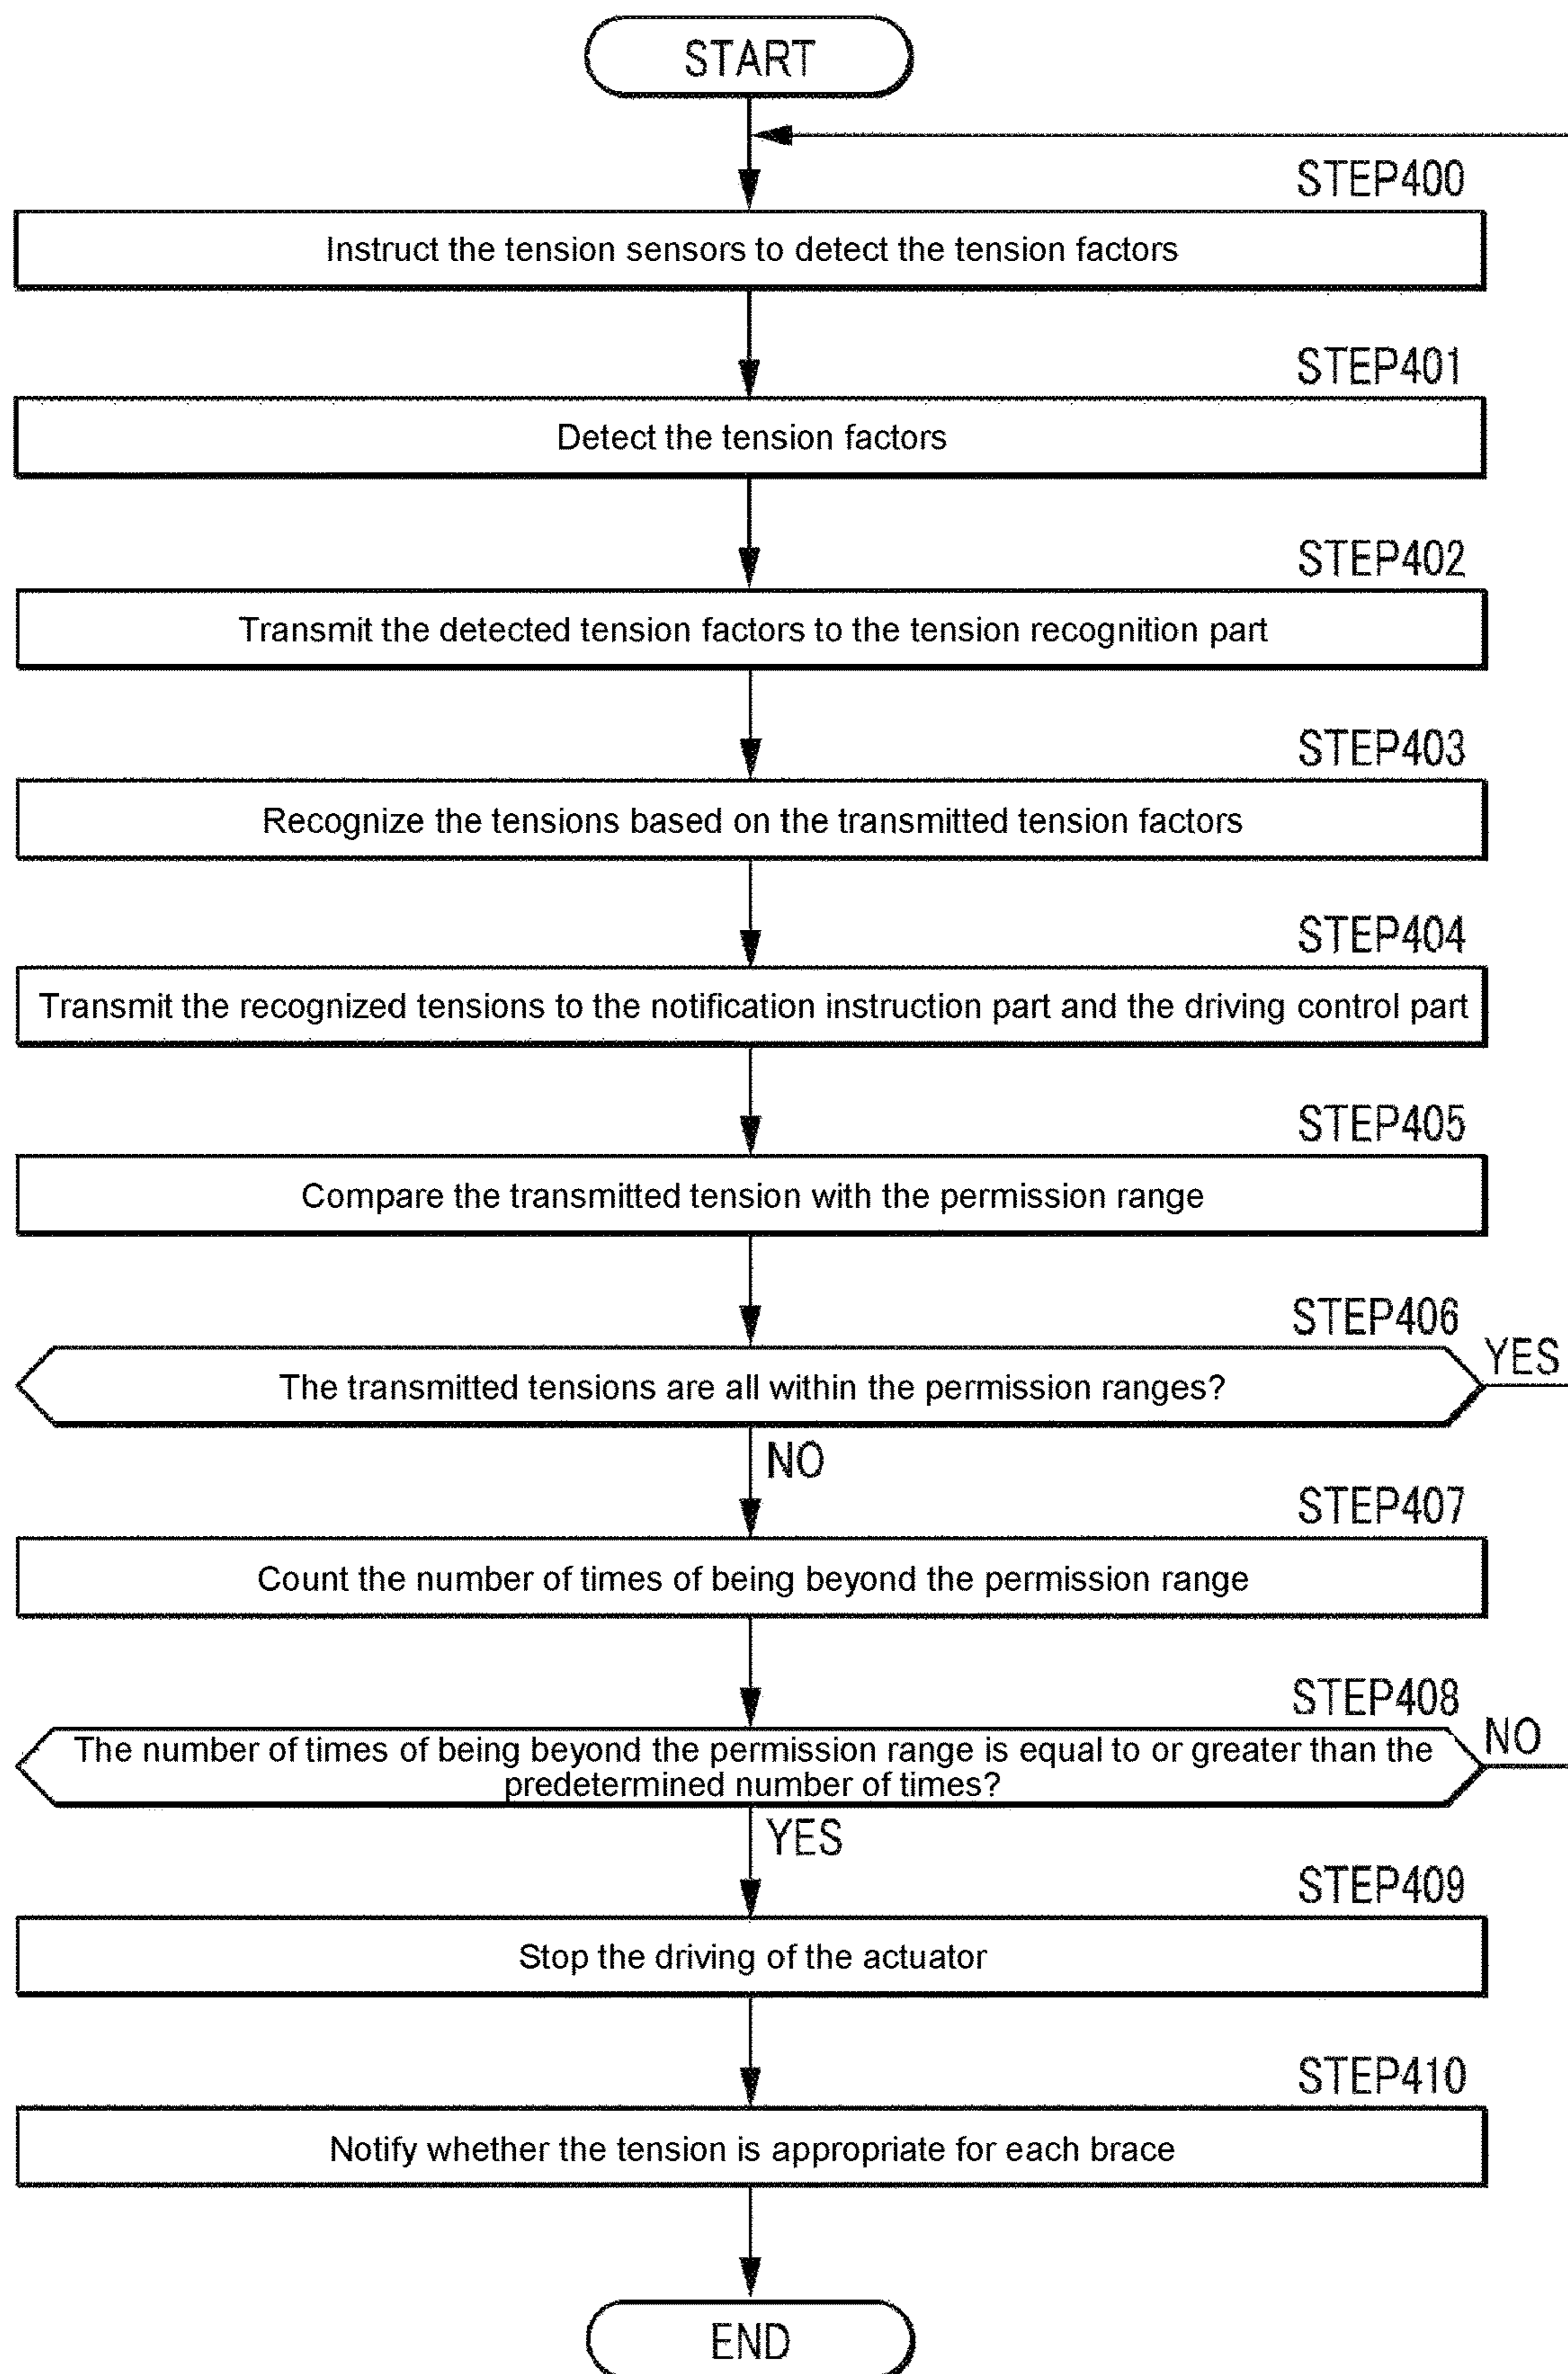 START
STEP400
Instruct the tension sensors to detect the tension factors
STEP401
Detect the tension factors
STEP402
Transmit the detected tension factors to the tension recognition part
STEP403
Recognize the tensions based on the transmitted tension factors
STEP404
Transmit the recognized tensions to the notification instruction part and the driving control part
STEP405
Compare the transmitted tension with the permission range
STEP406
YES
The transmitted tensions are all within the permission ranges?
NO
STEP407
Count the number of times of being beyond the permission range
STEP408
NO
The number of times of being beyond the permission range is equal to or greater than the
predetermined number of times?
YES
STEP409
Stop the driving of the actuator
STEP410
Notify whether the tension is appropriate for each brace
END